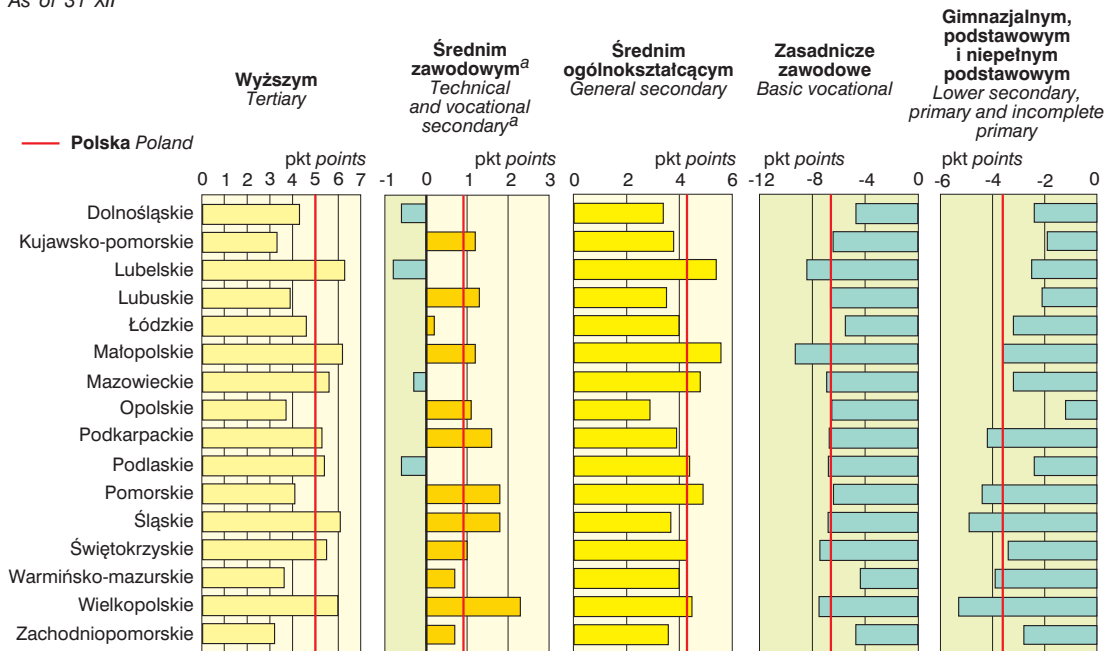 As of 31 XII
Wyższym
Tertiary
Średnim
zawodowymᵃ
Technical
and vocational
secondaryᵃ
Średnim
ogólnokształcącym
General secondary
Zasadnicze
zawodowe
Basic vocational
Gimnazjalnym,
podstawowym
i niepełnym
podstawowym
Lower secondary,
primary and incomplete
primary
Polska Poland
pkt points
pkt points
pkt points
pkt points
pkt points
0 1 2 3 4 5 6 7
-1 0 2 3
0 2 4 6
-12 -8 -4 0
-6 -4 -2 0
Dolnośląskie
Kujawsko-pomorskie
Lubelskie
Lubuskie
Łódzkie
Małopolskie
Mazowieckie
Opolskie
Podkarpackie
Podlaskie
Pomorskie
Śląskie
Świętokrzyskie
Warmińsko-mazurskie
Wielkopolskie
Zachodniopomorskie